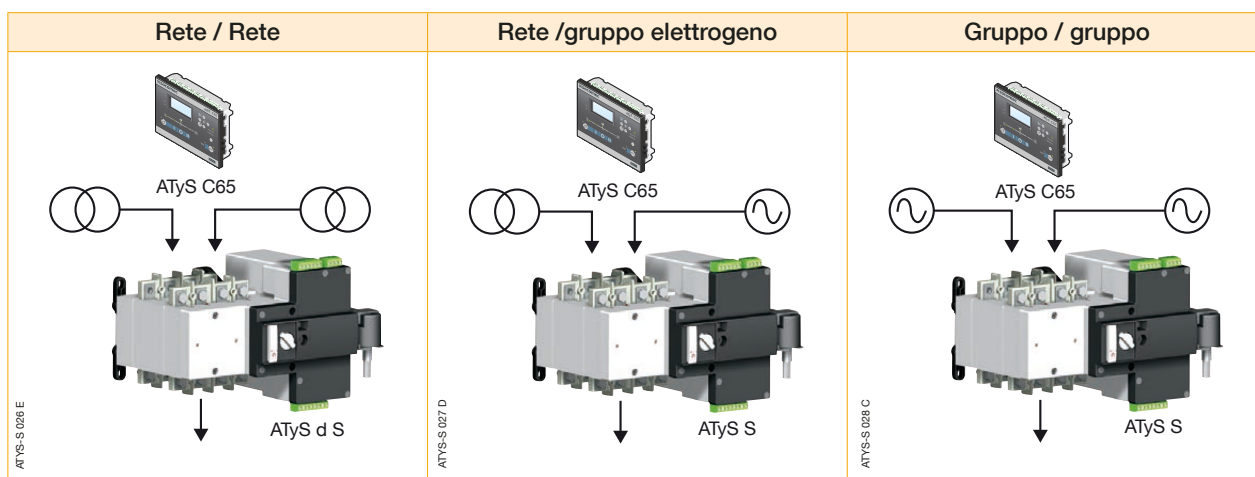 Rete / Rete
Rete /gruppo elettrogeno
Gruppo / gruppo
ATyS C65
ATyS C65
ATyS C65
ATyS d S
ATyS S
ATyS S
ATYS-S 026 E
ATYS-S 027 D
ATYS-S 028 C